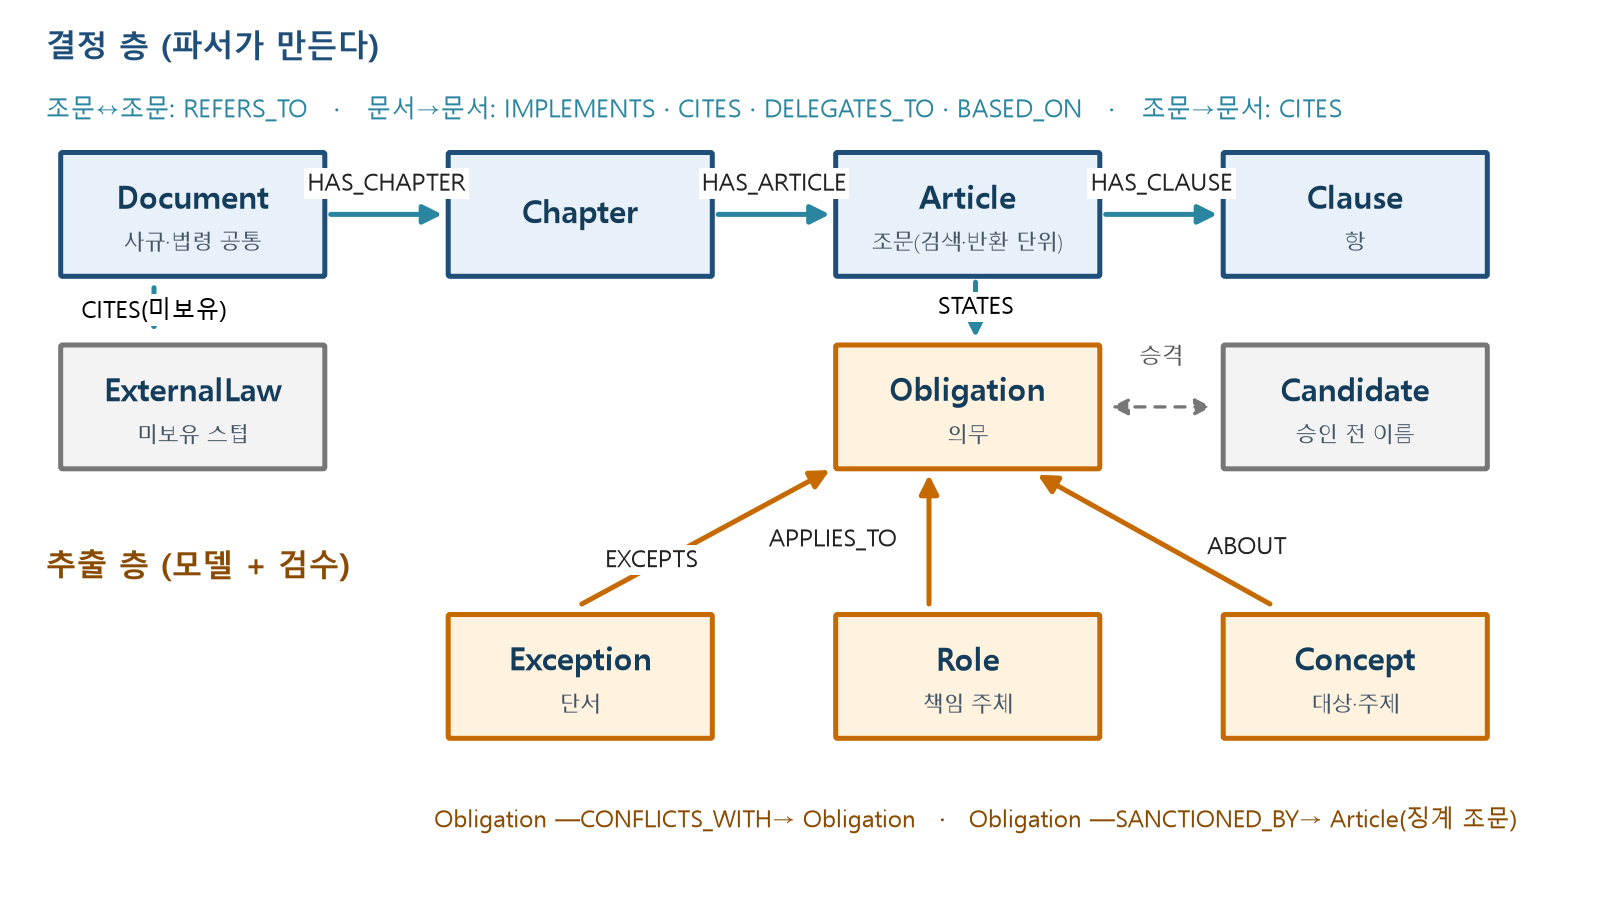 결정 층 (파서가 만든다)
조문↔조문: REFERS_TO · 문서→문서: IMPLEMENTS · CITES · DELEGATES_TO · BASED_ON · 조문→문서: CITES
HAS_CHAPTER
HAS_ARTICLE
HAS_CLAUSE
Document
사규·법령 공통
Chapter
Article
조문(검색·반환 단위)
Clause
항
CITES(미보유)
STATES
ExternalLaw
미보유 스텁
Obligation
의무
승격
Candidate
승인 전 이름
추출 층 (모델 + 검수)
EXCEPTS
APPLIES_TO
ABOUT
Exception
단서
Role
책임 주체
Concept
대상·주제
Obligation —CONFLICTS_WITH→ Obligation · Obligation —SANCTIONED_BY→ Article(징계 조문)